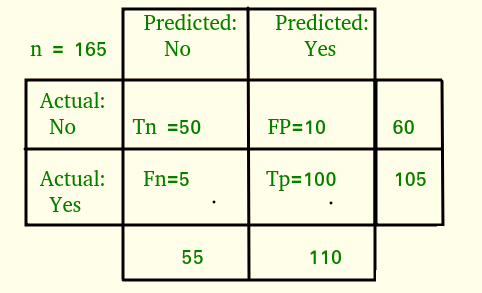 Predicted: Predicted:
n = 165 No Yes
Actual:
No Tn =50 FP=10 60
Actual: Fn=5 Tp=100 105
Yes . .
55 110